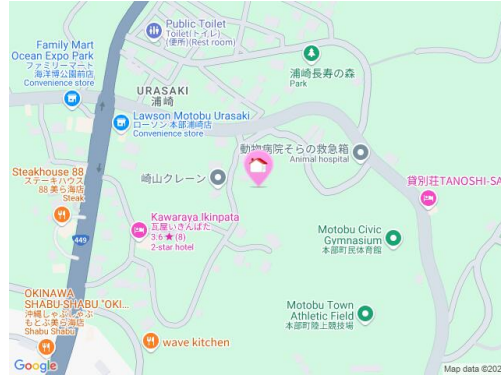 Public Toilet
Toilet(トイレ)
(便所)(Rest room)
Family Mart
Ocean Expo Park
ファミリーマート
海洋博公園前店
Convenience store
浦崎長寿の森
Park
URASAKI
浦崎
Lawson Motobu Urasaki
ローソン 本部浦崎店
Convenience store
動物病院そらの救急箱
Animal hospital
Steakhouse 88
ステーキハウス
88 美ら海店
Steak
崎山クレーン
貸別荘TANOSHI-SA
Kawaraya Ikinpata
瓦屋いきんぱた
3.6★(8)
2-star hotel
449
Motobu Civic
Gymnasium
本部町民体育館
OKINAWA
SHABU-SHABU "OKI...
沖縄しゃぶしゃぶ
もとぶ美ら海店
Shabu Shabu
Motobu Town
Athletic Field
本部町陸上競技場
wave kitchen
Google
Map data ©202